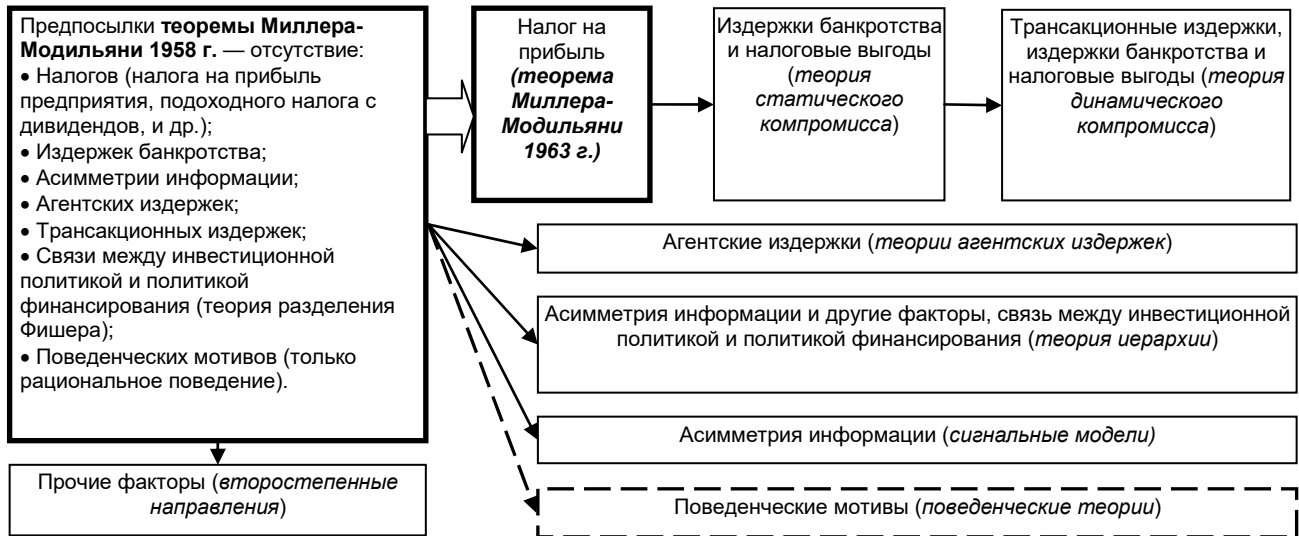 Предпосылки теоремы Миллера-
Модильяни 1958 г. — отсутствие:
• Налогов (налога на прибыль
предприятия, подоходного налога с
дивидендов, и др.);
• Издержек банкротства;
• Асимметрии информации;
• Агентских издержек;
• Трансакционных издержек;
• Связи между инвестиционной
политикой и политикой
финансирования (теория разделения
Фишера);
• Поведенческих мотивов (только
рациональное поведение).
Налог на
прибыль
(теорема
Миллера-
Модильяни
1963 г.)
Издержки банкротства
и налоговые выгоды
(теория
статического
компромисса)
Трансакционные издержки,
издержки банкротства и
налоговые выгоды (теория
динамического
компромисса)
Агентские издержки (теории агентских издержек)
Асимметрия информации и другие факторы, связь между инвестиционной
политикой и политикой финансирования (теория иерархии)
Асимметрия информации (сигнальные модели)
Прочие факторы (второстепенные
направления)
Поведенческие мотивы (поведенческие теории)